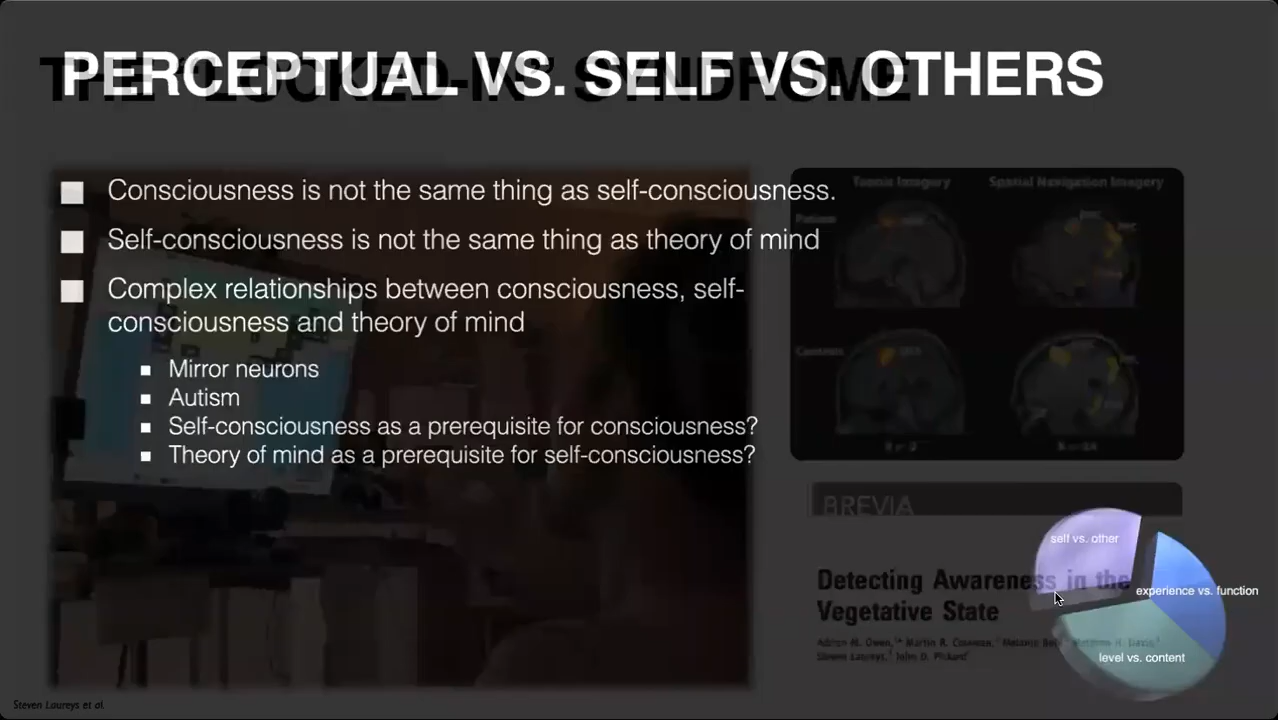 PERCEPTUAL VS. SELF VS. OTHERS
THE "LOCKED-IN" SYNDROME
Consciousness is not the same thing as self-consciousness.
Self-consciousness is not the same thing as theory of mind
Complex relationships between consciousness, self-
consciousness and theory of mind
Mirror neurons
Autism
Self-consciousness as a prerequisite for consciousness?
Theory of mind as a prerequisite for self-consciousness?
Tennis Imagery
Spatial Navigation Imagery
Patient
Controls
BREVIA
Detecting Awareness in the
Vegetative State
Adrian M. Owen, Martin R. Coleman, Melanie Boly, Matthew H. Davis,
Steven Laureys, John D. Pickard
self vs. other
experience vs. function
level vs. content
Steven Laureys et al.